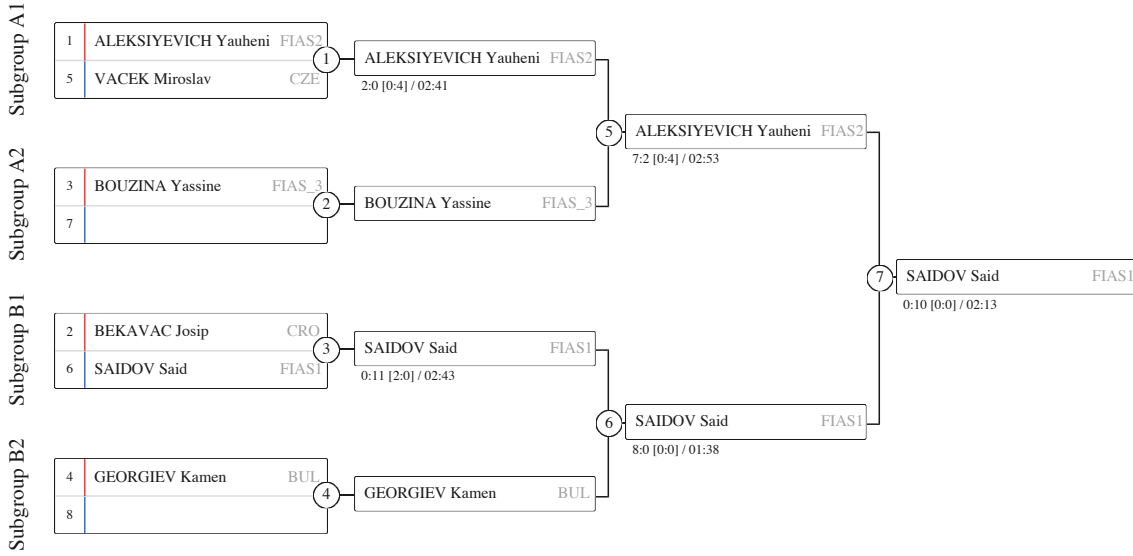 Subgroup A1
1 ALEKSIYEVICH Yauheni FIAS2
5 VACEK Miroslav CZE
1
ALEKSIYEVICH Yauheni FIAS2
2:0 [0:4] / 02:41
Subgroup A2
3 BOUZINA Yassine FIAS_3
7
2
BOUZINA Yassine FIAS_3
5
ALEKSIYEVICH Yauheni FIAS2
7:2 [0:4] / 02:53
Subgroup B1
2 BEKAVAC Josip CRO
6 SAIDOV Said FIAS1
3
SAIDOV Said FIAS1
0:11 [2:0] / 02:43
Subgroup B2
4 GEORGIEV Kamen BUL
8
4
GEORGIEV Kamen BUL
6
SAIDOV Said FIAS1
8:0 [0:0] / 01:38
7
SAIDOV Said FIAS1
0:10 [0:0] / 02:13